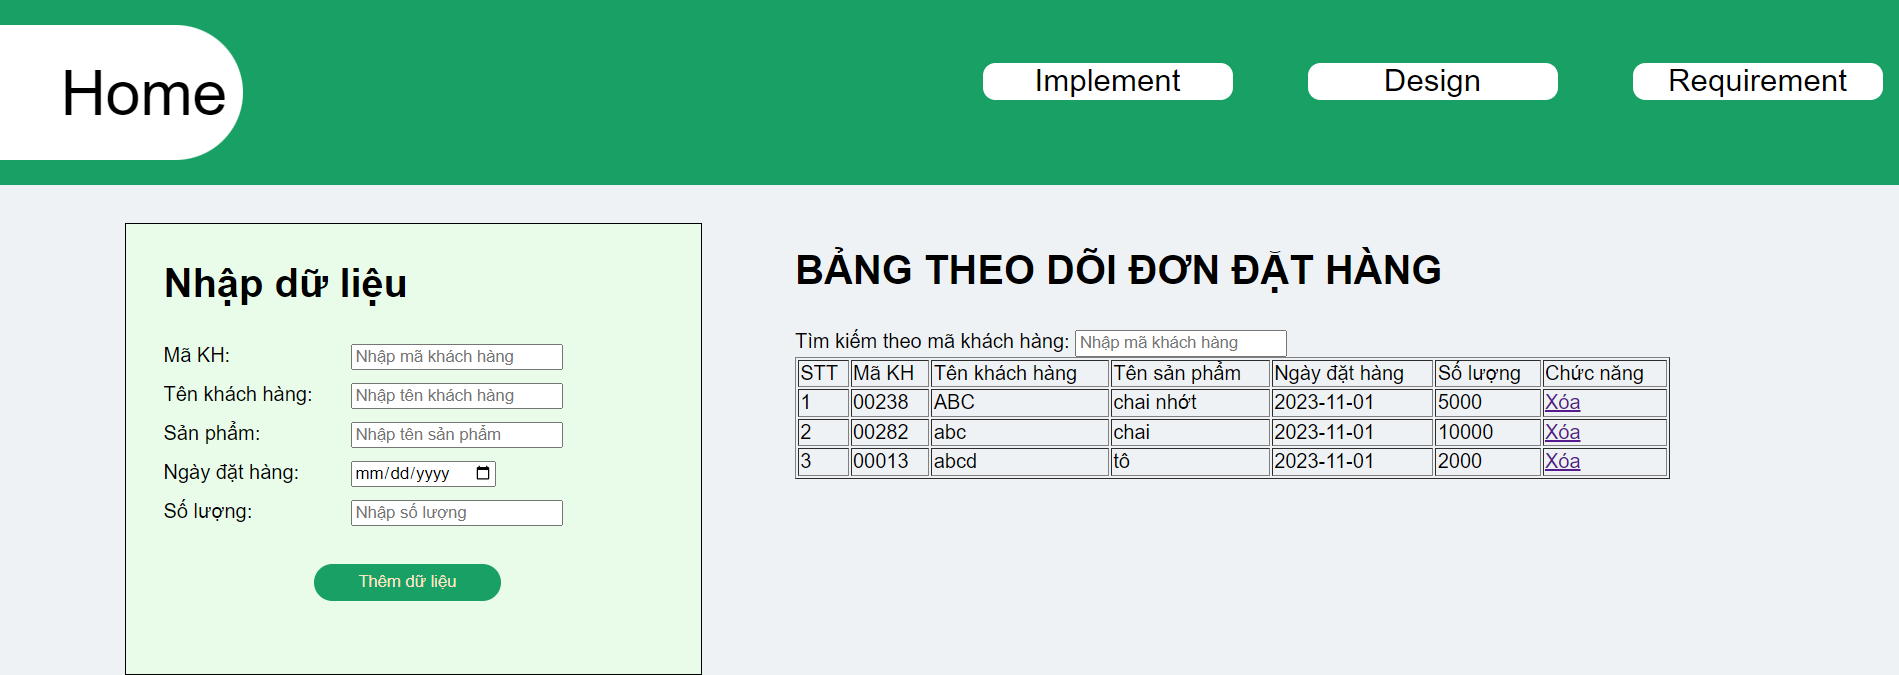 Home
Implement Design Requirement
Nhập dữ liệu
Mã KH: Nhập mã khách hàng
Tên khách hàng: Nhập tên khách hàng
Sản phẩm: Nhập tên sản phẩm
Ngày đặt hàng: mm/dd/yyyy
Số lượng: Nhập số lượng
Thêm dữ liệu
BẢNG THEO DÕI ĐƠN ĐẶT HÀNG
Tìm kiếm theo mã khách hàng: Nhập mã khách hàng
STT Mã KH Tên khách hàng Tên sản phẩm Ngày đặt hàng Số lượng Chức năng
1 00238 ABC chai nhớt 2023-11-01 5000 Xóa
2 00282 abc chai 2023-11-01 10000 Xóa
3 00013 abcd tô 2023-11-01 2000 Xóa